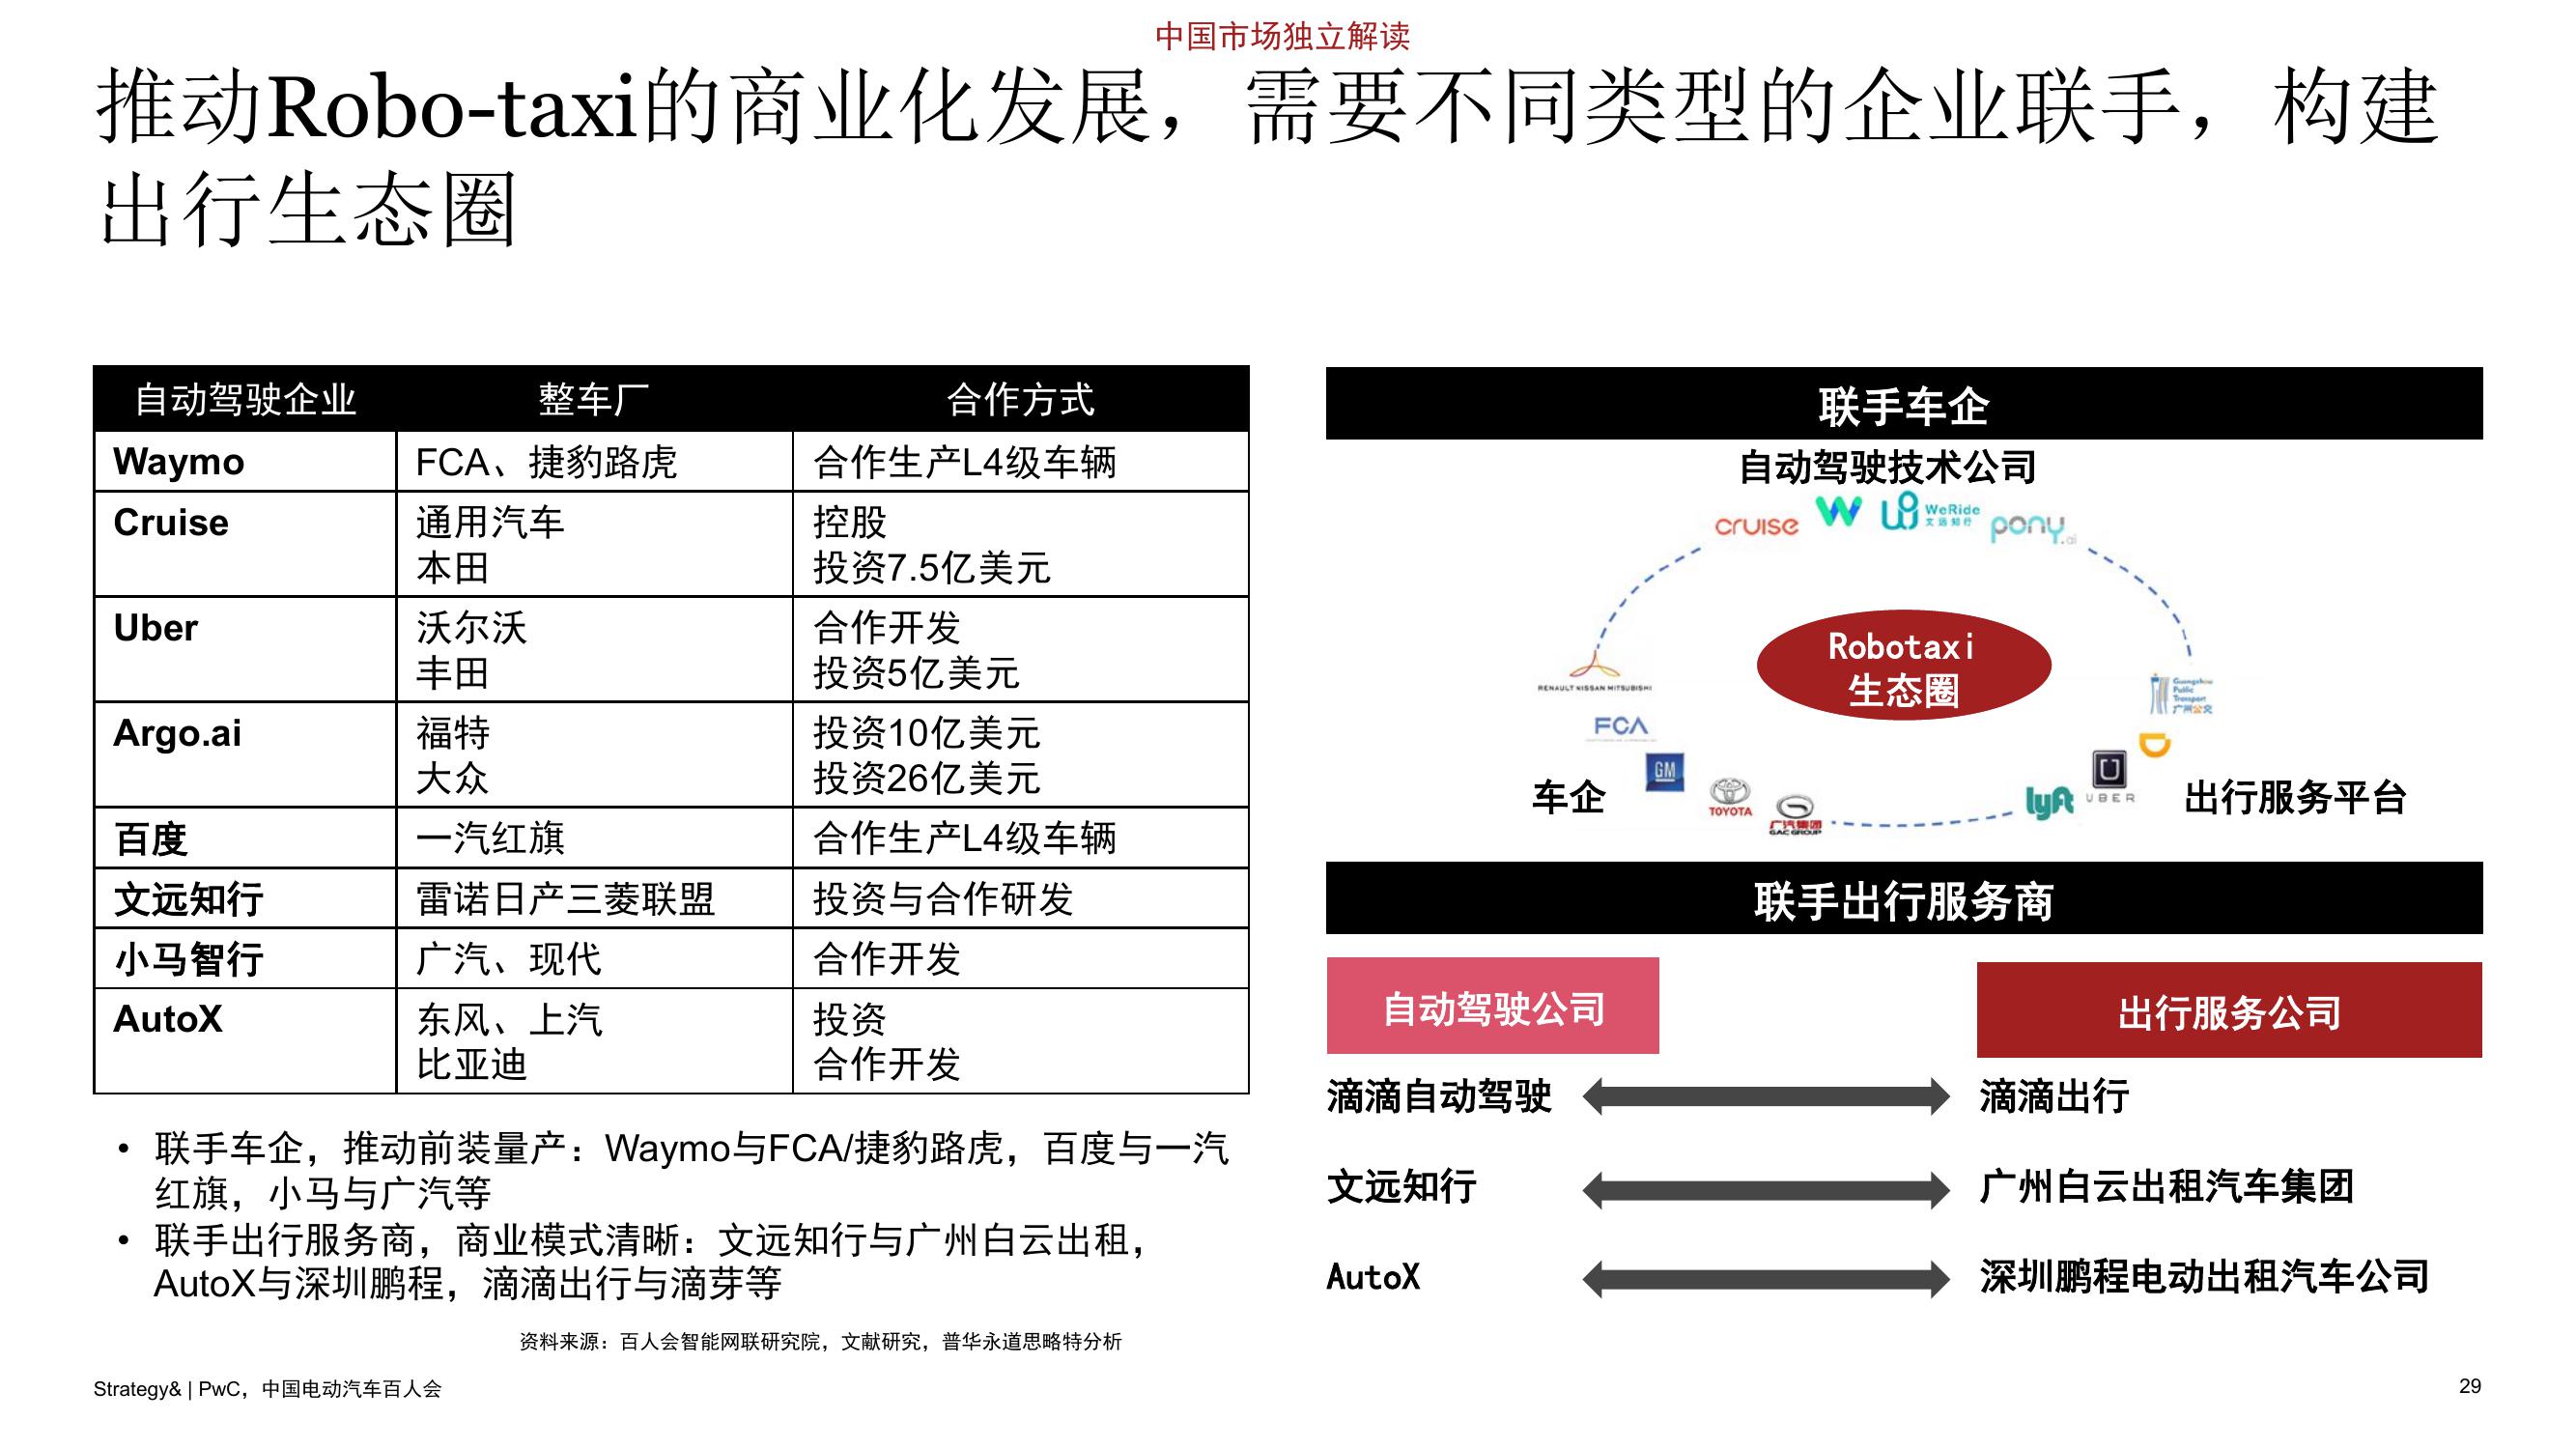 中国市场独立解读
推动Robo-taxi的商业化发展，需要不同类型的企业联手，构建
出行生态圈
自动驾驶企业 整车厂 合作方式
Waymo FCA、捷豹路虎 合作生产L4级车辆
Cruise 通用汽车 控股
本田 投资7.5亿美元
Uber 沃尔沃 合作开发
丰田 投资5亿美元
Argo.ai 福特 投资10亿美元
大众 投资26亿美元
百度 一汽红旗 合作生产L4级车辆
文远知行 雷诺日产三菱联盟 投资与合作研发
小马智行 广汽、现代 合作开发
AutoX 东风、上汽 投资
比亚迪 合作开发
• 联手车企，推动前装量产：Waymo与FCA/捷豹路虎，百度与一汽
红旗，小马与广汽等
• 联手出行服务商，商业模式清晰：文远知行与广州白云出租，
AutoX与深圳鹏程，滴滴出行与滴芽等
联手车企
自动驾驶技术公司
cruise
WeRide
文远知行
pony.ai
Robotaxi
生态圈
RENAULT NISSAN MITSUBISHI
FCA
GM
TOYOTA
广汽集团
GAC GROUP
车企
Guangzhou
Public
Transport
广州公交
UBER
lyft
出行服务平台
联手出行服务商
自动驾驶公司 出行服务公司
滴滴自动驾驶 滴滴出行
文远知行 广州白云出租汽车集团
AutoX 深圳鹏程电动出租汽车公司
资料来源：百人会智能网联研究院，文献研究，普华永道思略特分析
Strategy& | PwC，中国电动汽车百人会
29